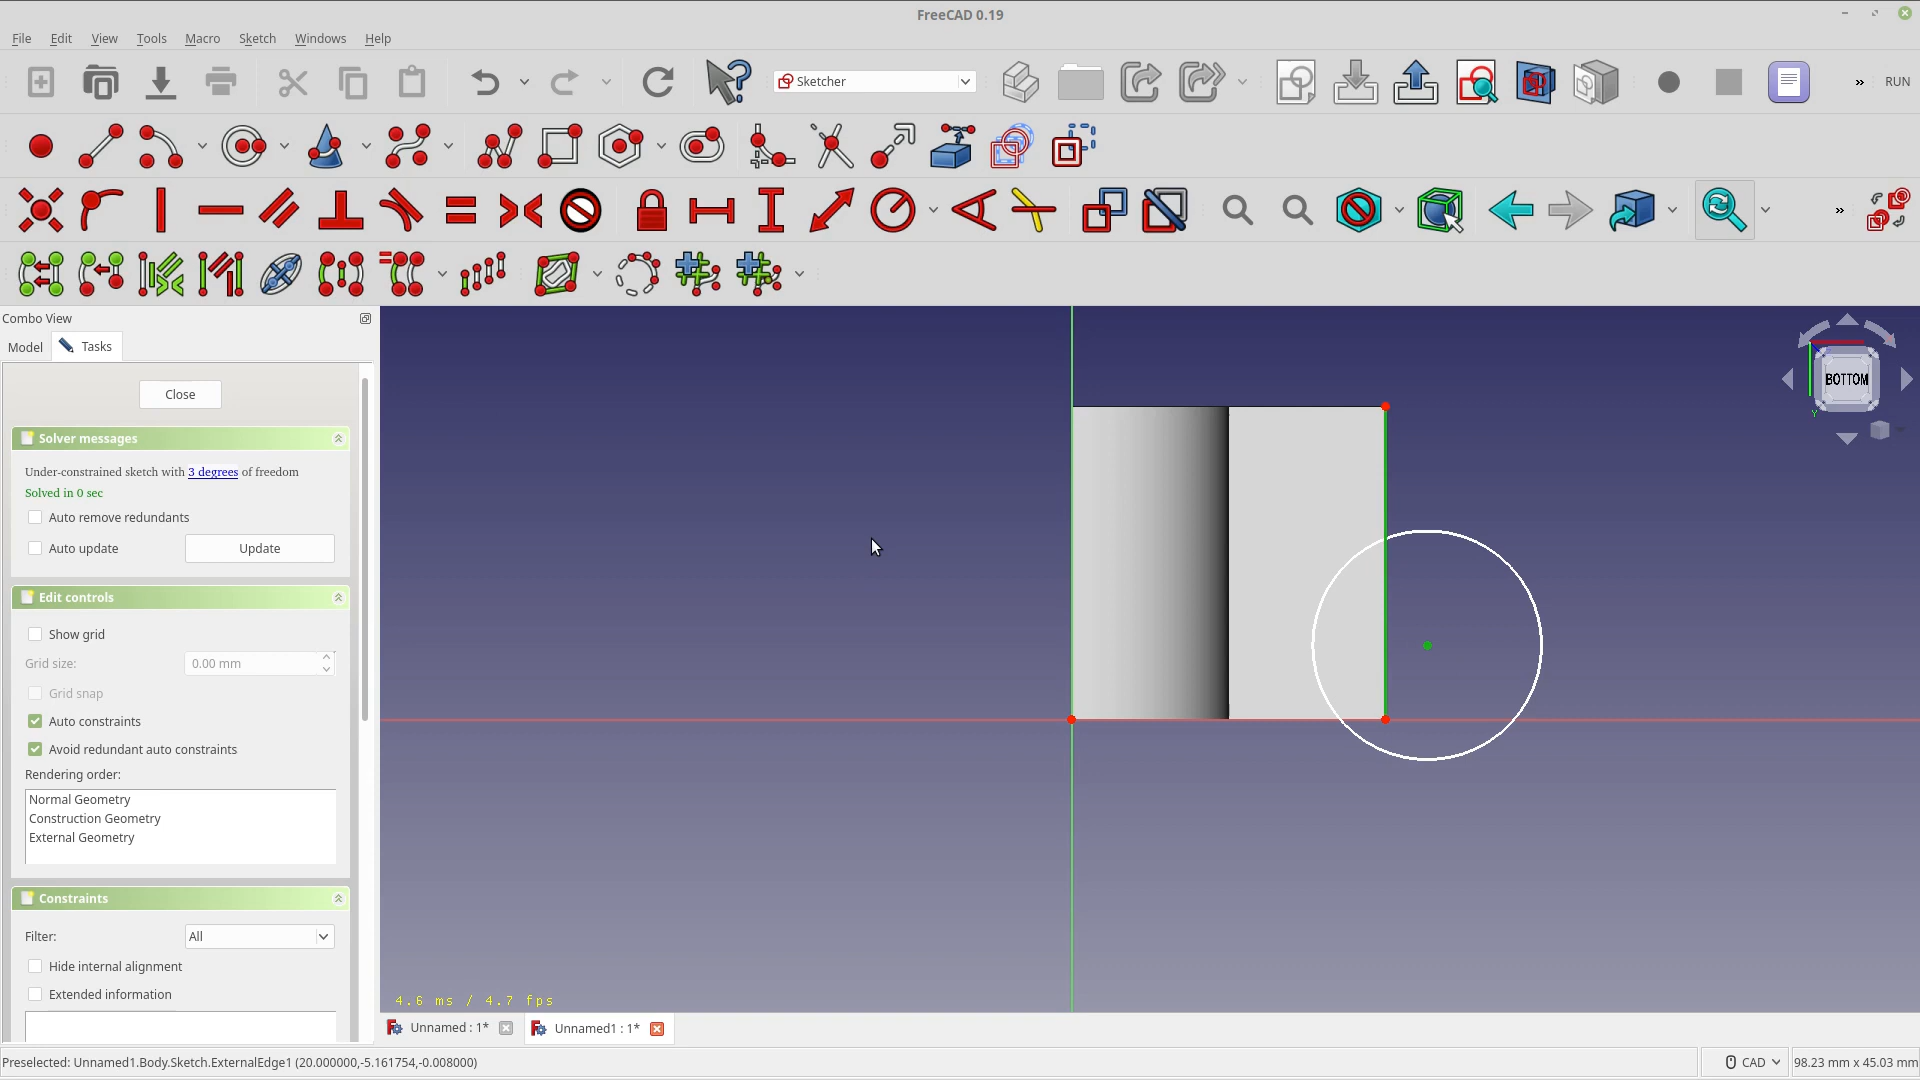 FreeCAD 0.19
File Edit View Tools Macro Sketch Windows Help
Sketcher
RUN
Combo View
Model Tasks
Close
Solver messages
Under-constrained sketch with 3 degrees of freedom
Solved in 0 sec
Auto remove redundants
Auto update Update
Edit controls
Show grid
Grid size: 0.00 mm
Grid snap
Auto constraints
Avoid redundant auto constraints
Rendering order:
Normal Geometry
Construction Geometry
External Geometry
Constraints
Filter: All
Hide internal alignment
Extended information
BOTTOM
Y
4.6 ms / 4.7 fps
Unnamed : 1* Unnamed1 : 1*
Preselected: Unnamed1.Body.Sketch.ExternalEdge1 (20.000000,-5.161754,-0.008000)
CAD 98.23 mm x 45.03 mm